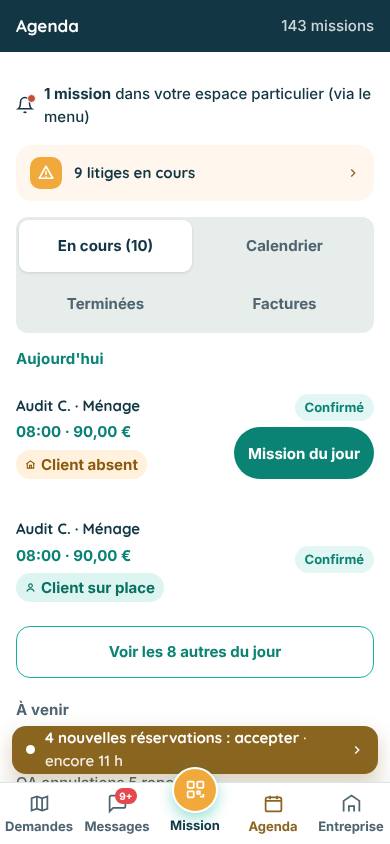 Agenda
143 missions
1 mission dans votre espace particulier (via le
menu)
9 litiges en cours
En cours (10)
Calendrier
Terminées
Factures
Aujourd'hui
Audit C. · Ménage
Confirmé
08:00 · 90,00 €
Mission du jour
Client absent
Audit C. · Ménage
08:00 · 90,00 €
Confirmé
Client sur place
Voir les 8 autres du jour
À venir
4 nouvelles réservations : accepter ·
encore 11 h
9+
Demandes
Messages
Mission
Agenda
Entreprise